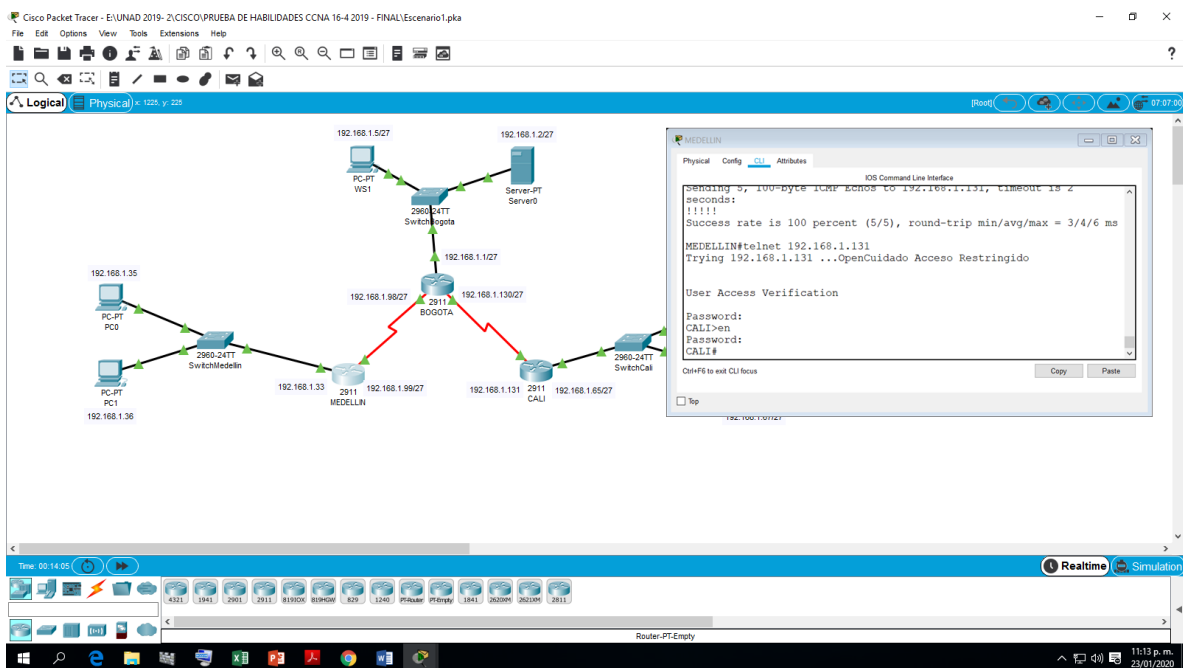 Cisco Packet Tracer - E:\UNAD 2019- 2\CISCO\PRUEBA DE HABILIDADES CCNA 16-4 2019 - FINAL\Escenario1.pka
File Edit Options View Tools Extensions Help
Logical Physical x: 1225, y: 225 [Root] 07:07:00
192.168.1.5/27
192.168.1.2/27
PC-PT
WS1
Server-PT
Server0
2960-24TT
SwitchBogota
192.168.1.1/27
192.168.1.35
192.168.1.98/27
192.168.1.130/27
2911
BOGOTA
PC-PT
PC0
2960-24TT
SwitchMedellin
2960-24TT
SwitchCali
PC-PT
PC1
192.168.1.36
192.168.1.33
2911
MEDELLIN
192.168.1.99/27
192.168.1.131
2911
CALI
192.168.1.65/27
192.168.1.67/27
MEDELLIN
Physical Config CLI Attributes
IOS Command Line Interface
Sending 5, 100-byte ICMP Echos to 192.168.1.131, timeout is 2
seconds:
!!!!!
Success rate is 100 percent (5/5), round-trip min/avg/max = 3/4/6 ms
MEDELLIN#telnet 192.168.1.131
Trying 192.168.1.131 ...OpenCuidado Acceso Restringido
User Access Verification
Password:
CALI>en
Password:
CALI#
Ctrl+F6 to exit CLI focus
Copy Paste
Top
Time: 00:14:05
Realtime Simulation
4321 1941 2901 2911 819IOX 819HGW 829 1240 PT-Router PT-Empty 1841 2620XM 2621XM 2811
Router-PT-Empty
11:13 p. m.
23/01/2020